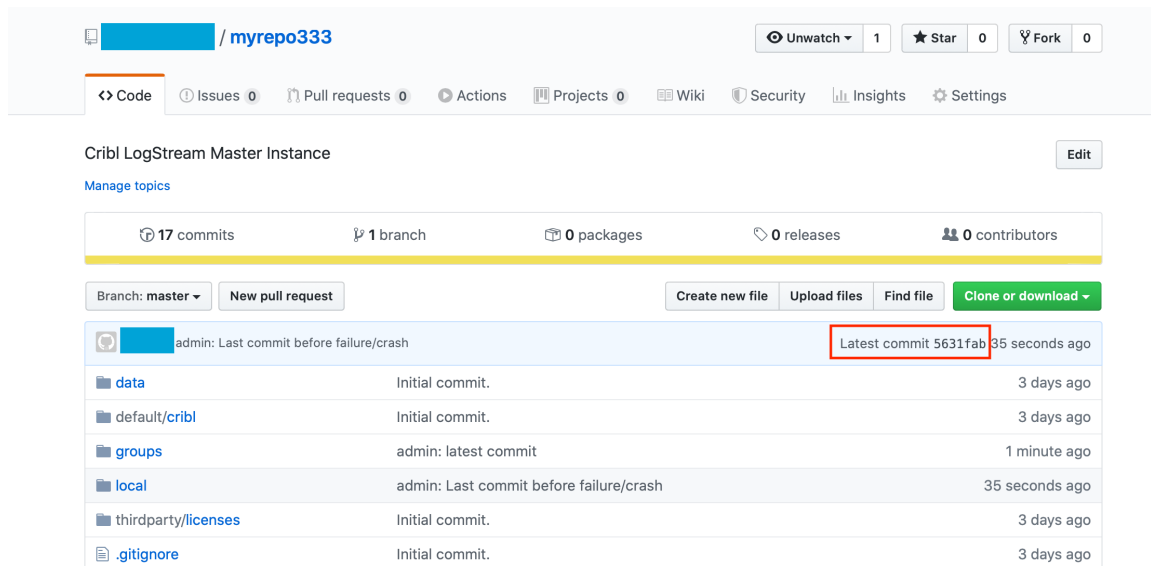 / myrepo333
Unwatch 1 Star 0 Fork 0
Code Issues 0 Pull requests 0 Actions Projects 0 Wiki Security Insights Settings
Cribl LogStream Master Instance Edit
Manage topics
17 commits 1 branch 0 packages 0 releases 0 contributors
Branch: master New pull request Create new file Upload files Find file Clone or download
admin: Last commit before failure/crash Latest commit 5631fab 35 seconds ago
data Initial commit. 3 days ago
default/cribl Initial commit. 3 days ago
groups admin: latest commit 1 minute ago
local admin: Last commit before failure/crash 35 seconds ago
thirdparty/licenses Initial commit. 3 days ago
.gitignore Initial commit. 3 days ago